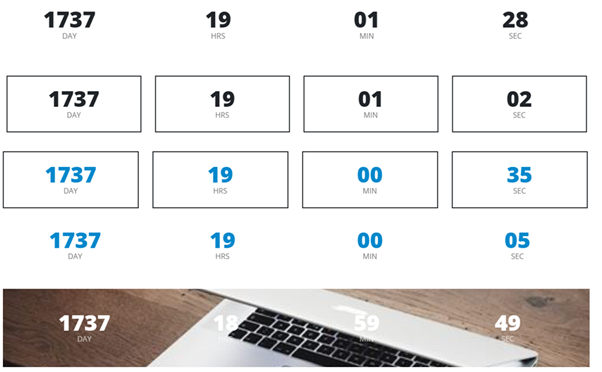 1737 19 01 28
DAY HRS MIN SEC
1737 19 01 02
DAY HRS MIN SEC
1737 19 00 35
DAY HRS MIN SEC
1737 19 00 05
DAY HRS MIN SEC
1737 18 59 49
DAY MIN SEC